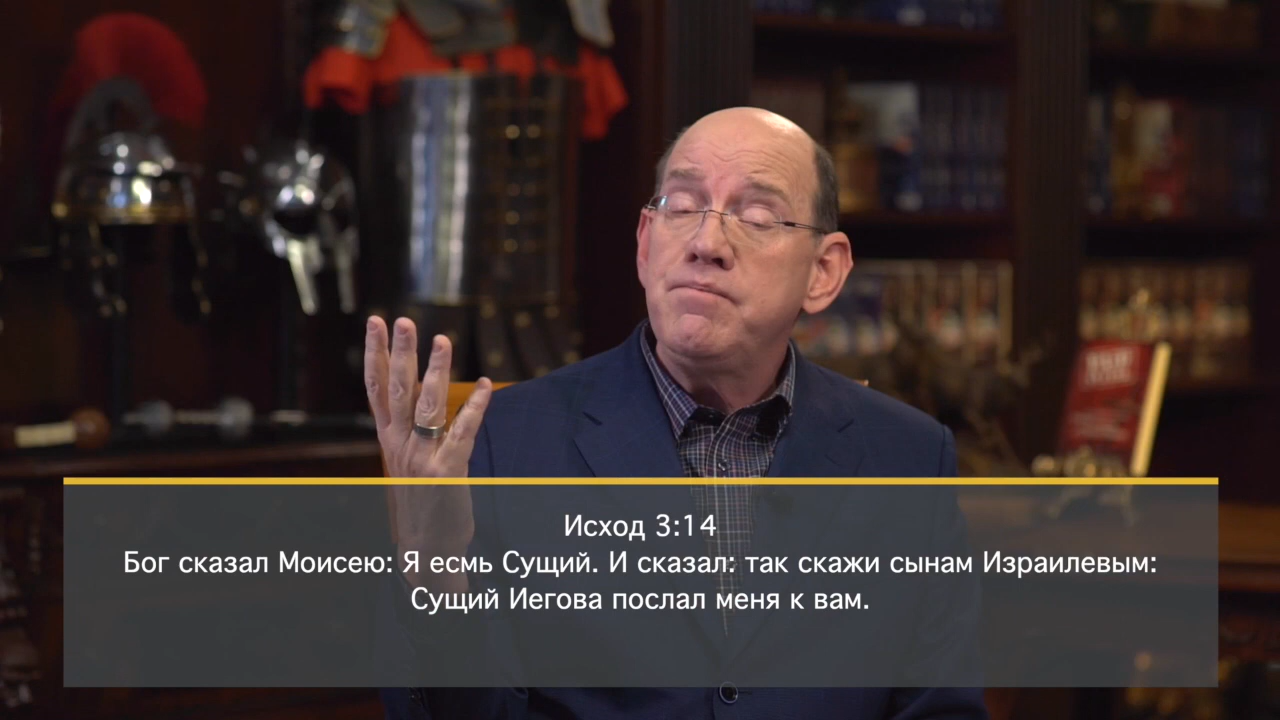 Исход 3:14
Бог сказал Моисею: Я есмь Сущий. И сказал: так скажи сынам Израилевым:
Сущий Иегова послал меня к вам.